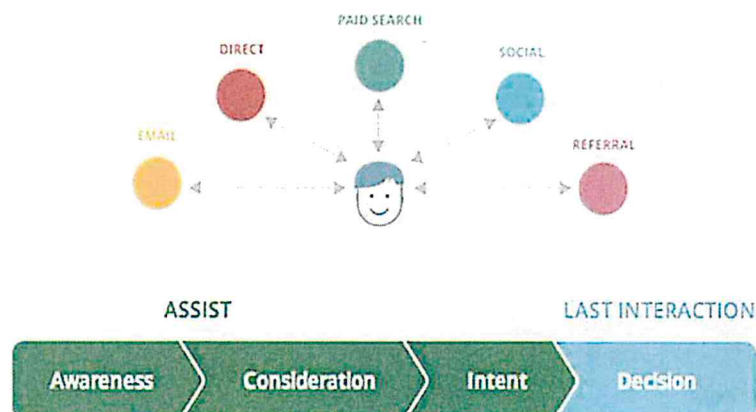 PAID SEARCH
DIRECT
SOCIAL
EMAIL
REFERRAL
ASSIST
LAST INTERACTION
Awareness
Consideration
Intent
Decision